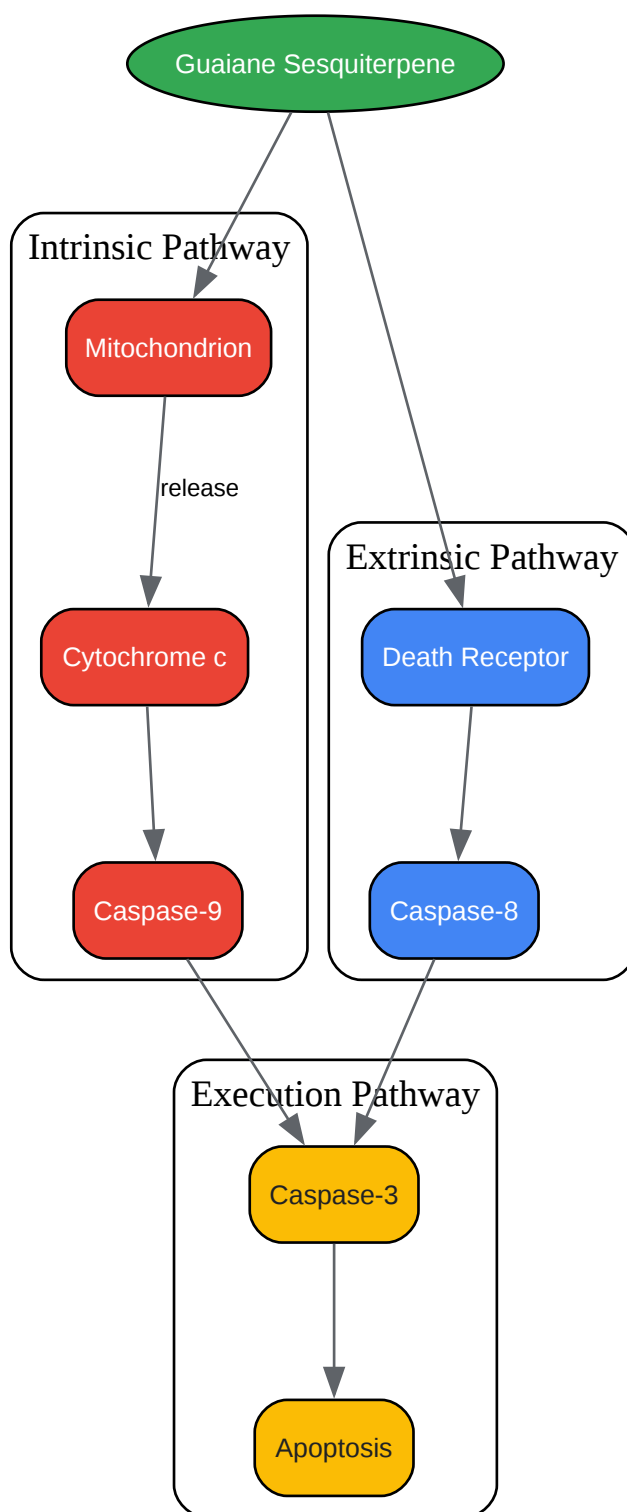 Guaiane Sesquiterpene
Intrinsic Pathway
Mitochondrion
release
Cytochrome c
Caspase-9
Extrinsic Pathway
Death Receptor
Caspase-8
Execution Pathway
Caspase-3
Apoptosis